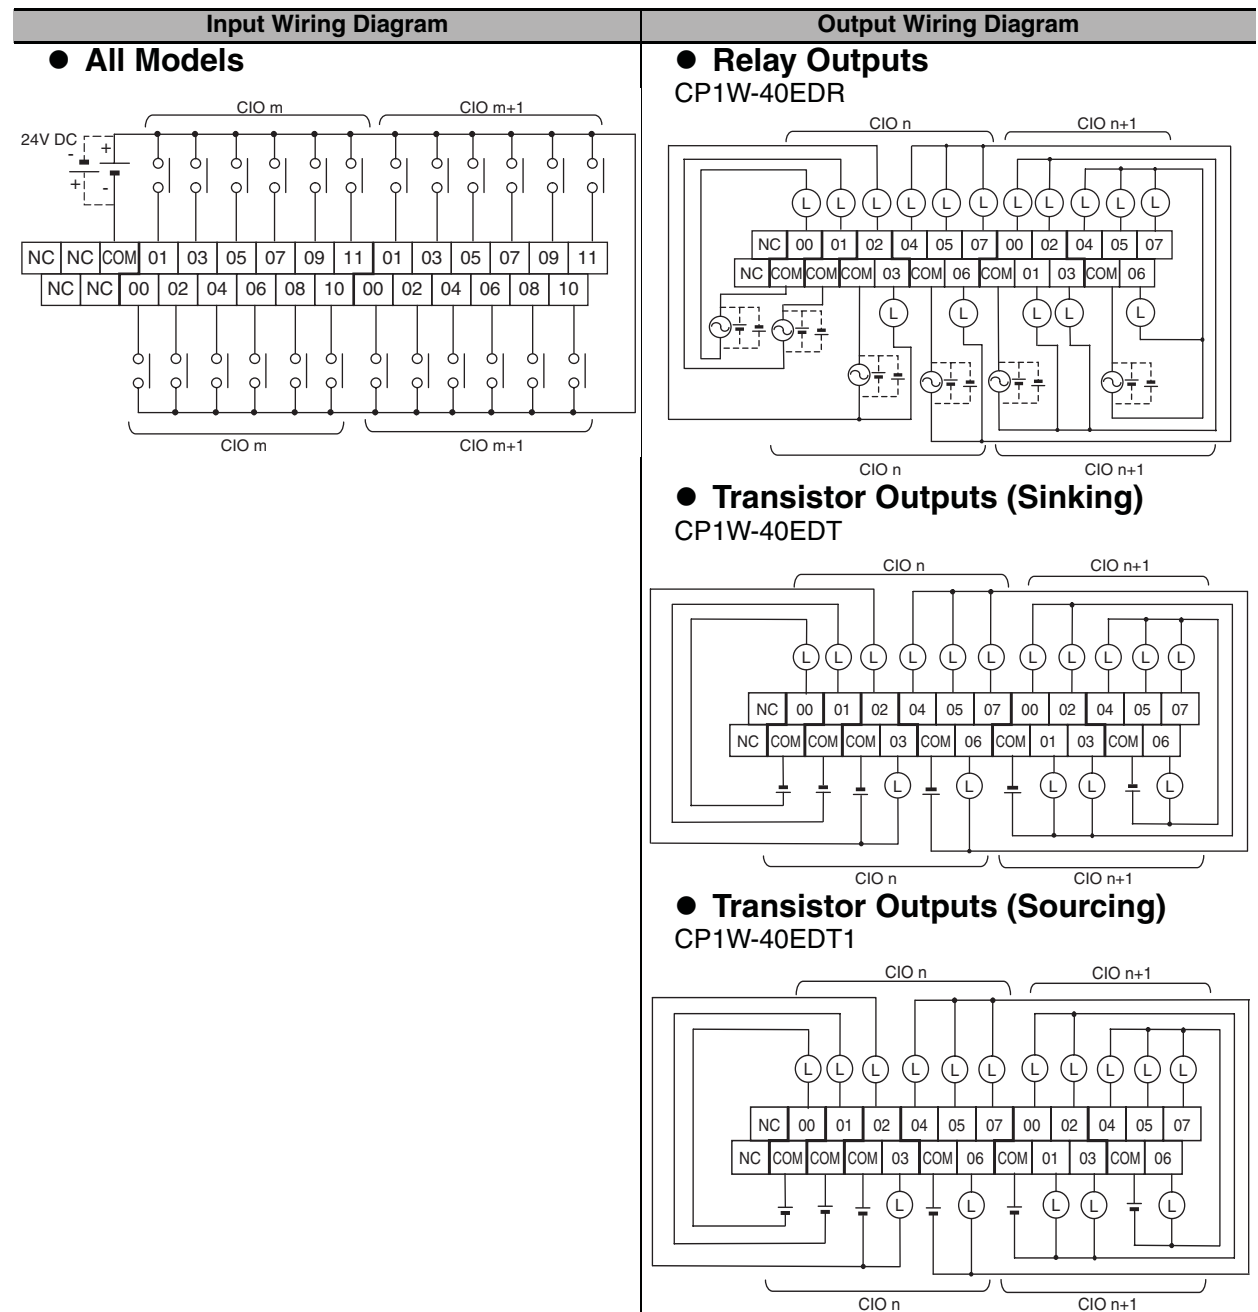 Input Wiring Diagram
● All Models
CIO m CIO m+1
24V DC
+
-
+
-
NC NC COM 01 03 05 07 09 11 01 03 05 07 09 11
NC NC 00 02 04 06 08 10 00 02 04 06 08 10
CIO m CIO m+1
Output Wiring Diagram
● Relay Outputs
CP1W-40EDR
CIO n CIO n+1
L L L L L L L L L L L
NC 00 01 02 04 05 07 00 02 04 05 07
NC COM COM COM 03 COM 06 COM 01 03 COM 06
L L L L L
CIO n CIO n+1
● Transistor Outputs (Sinking)
CP1W-40EDT
CIO n CIO n+1
L L L L L L L L L L L
NC 00 01 02 04 05 07 00 02 04 05 07
NC COM COM COM 03 COM 06 COM 01 03 COM 06
L L L L L
CIO n CIO n+1
● Transistor Outputs (Sourcing)
CP1W-40EDT1
CIO n CIO n+1
L L L L L L L L L L L
NC 00 01 02 04 05 07 00 02 04 05 07
NC COM COM COM 03 COM 06 COM 01 03 COM 06
L L L L L
CIO n CIO n+1